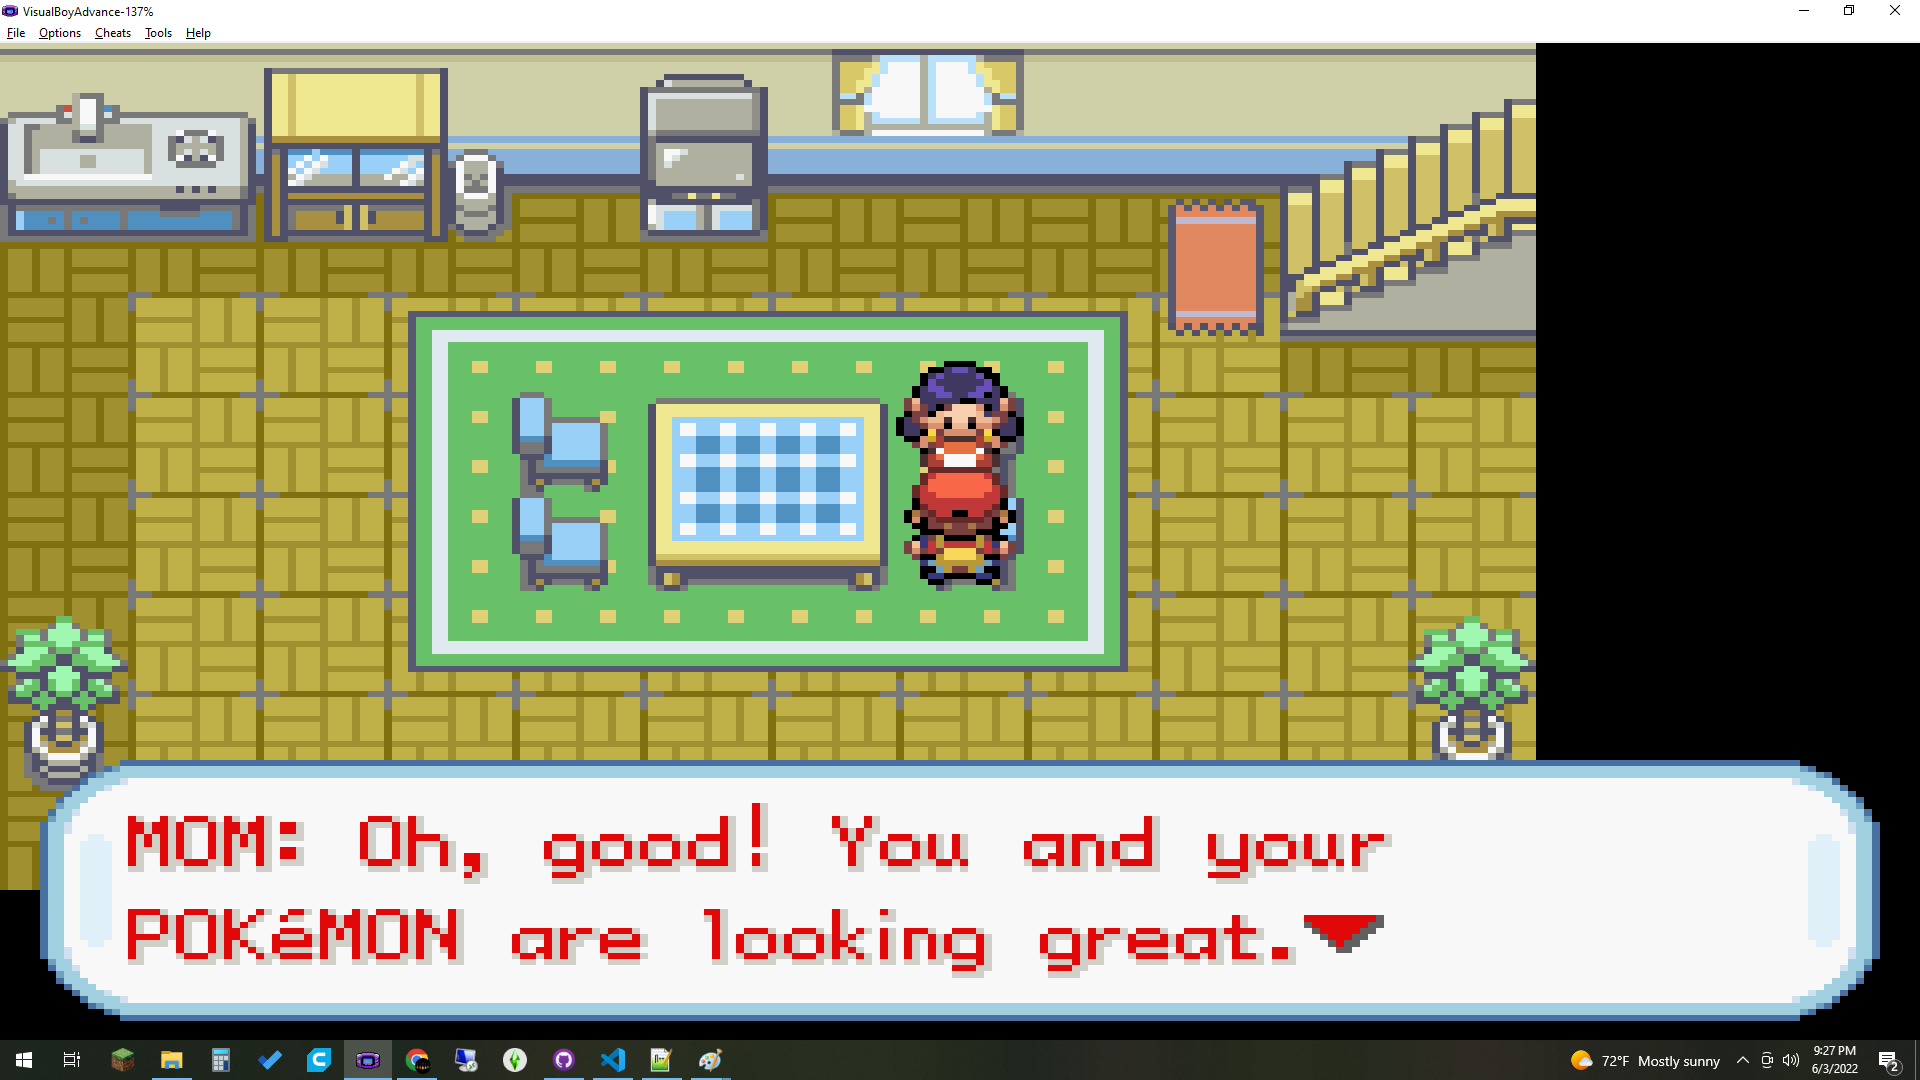 VisualBoyAdvance-137%
File Options Cheats Tools Help
MOM: Oh, good! You and your
POKéMON are looking great.
72°F Mostly sunny
9:27 PM
6/3/2022
2